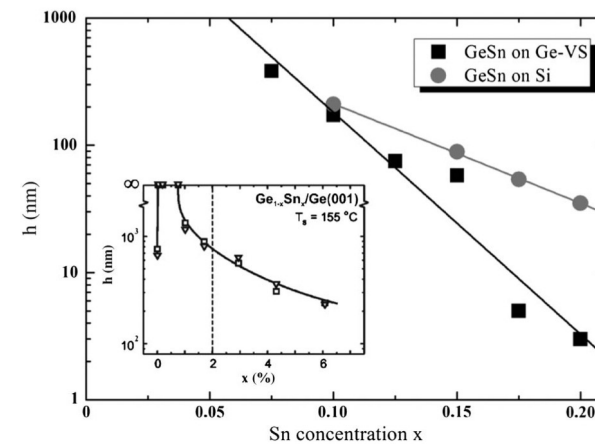 1000
100
10
1
h (nm)
GeSn on Ge-VS
GeSn on Si
∞
10³
10²
h (nm)
Ge₁₋ₓSnₓ/Ge(001)
Tₛ = 155 °C
0 2 4 6
x (%)
0 0.05 0.10 0.15 0.20
Sn concentration x